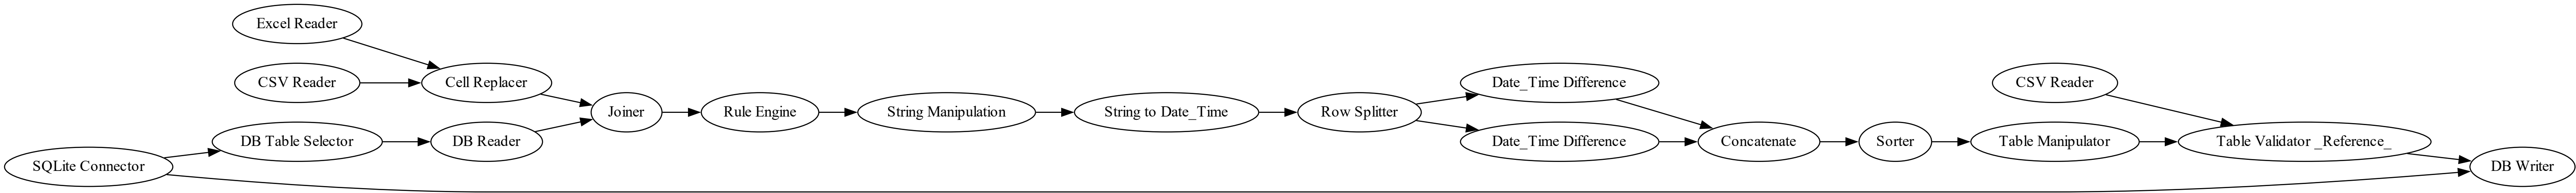 Excel Reader
CSV Reader
Cell Replacer
SQLite Connector
DB Table Selector
DB Reader
Joiner
Rule Engine
String Manipulation
String to Date_Time
Row Splitter
Date_Time Difference
Date_Time Difference
Concatenate
Sorter
CSV Reader
Table Manipulator
Table Validator _Reference_
DB Writer